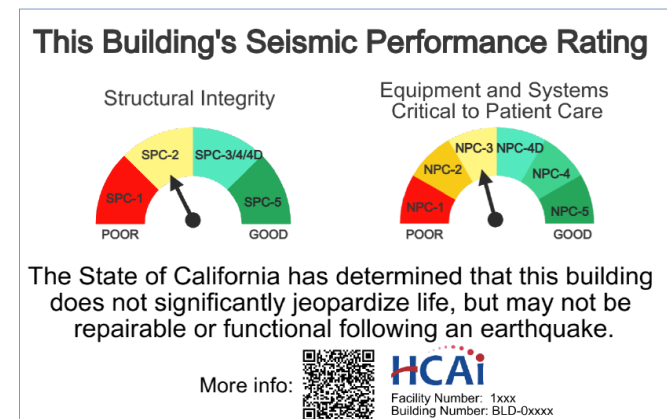 This Building's Seismic Performance Rating
Structural Integrity
Equipment and Systems
Critical to Patient Care
SPC-1
SPC-2
SPC-3/4/4D
SPC-5
POOR
GOOD
NPC-1
NPC-2
NPC-3
NPC-4D
NPC-4
NPC-5
POOR
GOOD
The State of California has determined that this building
does not significantly jeopardize life, but may not be
repairable or functional following an earthquake.
More info:
HCAi
Facility Number: 1xxx
Building Number: BLD-0xxxx